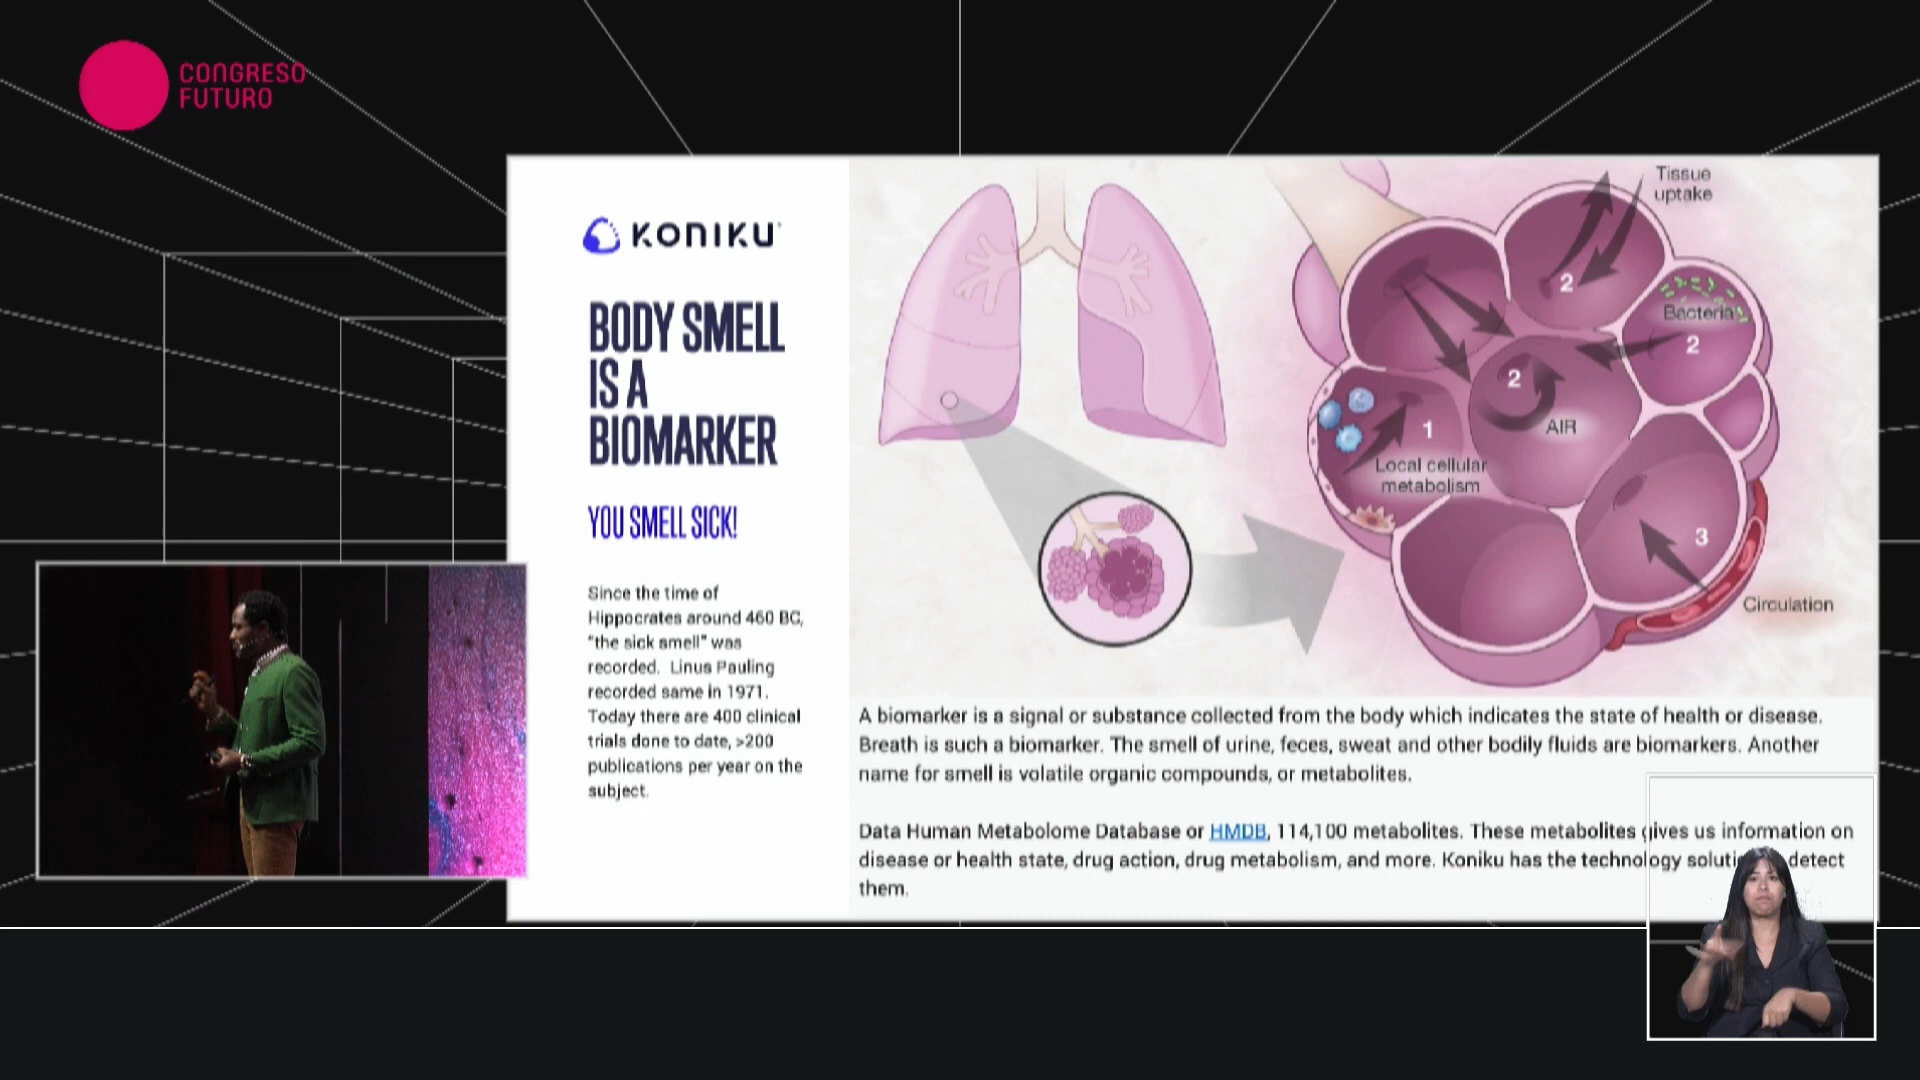 CONGRESO
FUTURO
KONIKU
BODY SMELL
IS A
BIOMARKER
YOU SMELL SICK!
Since the time of
Hippocrates around 460 BC,
"the sick smell" was
recorded. Linus Pauling
recorded same in 1971.
Today there are 400 clinical
trials done to date, >200
publications per year on the
subject.
Tissue
uptake
2
Bacteria
2
2
AIR
1
Local cellular
metabolism
3
Circulation
A biomarker is a signal or substance collected from the body which indicates the state of health or disease.
Breath is such a biomarker. The smell of urine, feces, sweat and other bodily fluids are biomarkers. Another
name for smell is volatile organic compounds, or metabolites.
Data Human Metabolome Database or HMDB, 114,100 metabolites. These metabolites gives us information on
disease or health state, drug action, drug metabolism, and more. Koniku has the technology detect
them.